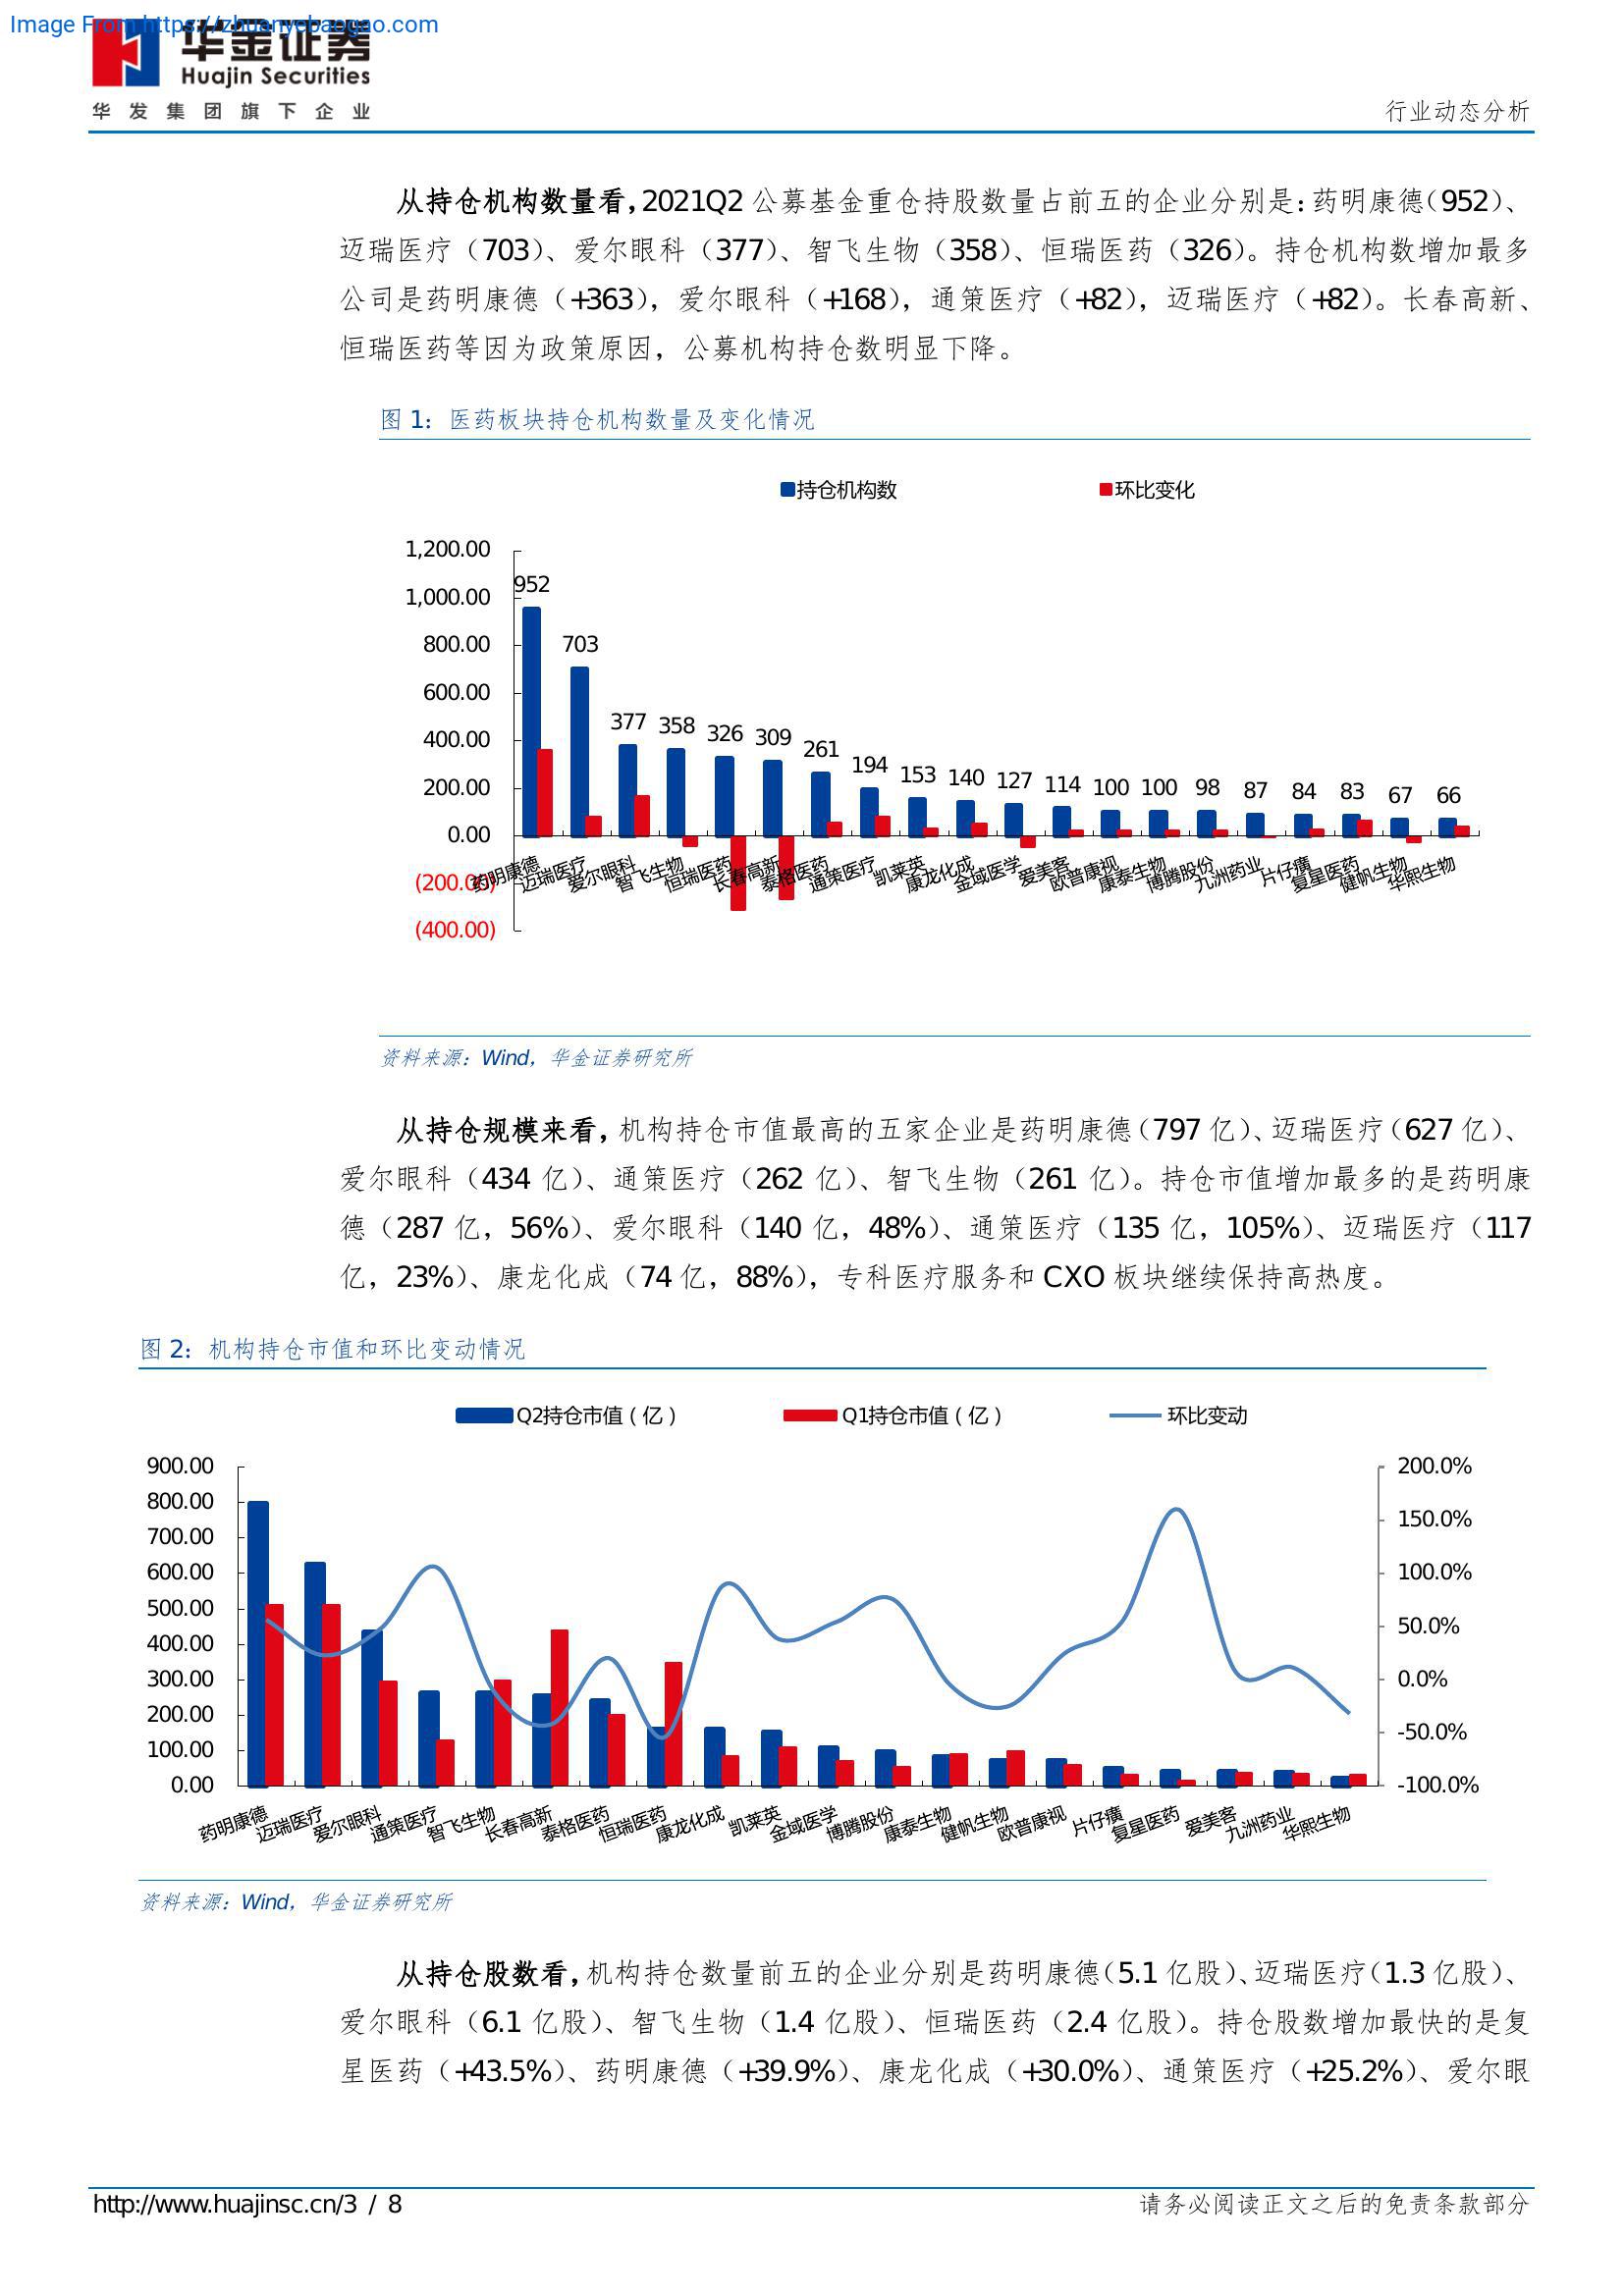 Image From https://zhuanyebaogao.com
华金证券
Huajin Securities
华发集团旗下企业
行业动态分析
从持仓机构数量看，2021Q2 公募基金重仓持股数量占前五的企业分别是：药明康德（952）、
迈瑞医疗（703）、爱尔眼科（377）、智飞生物（358）、恒瑞医药（326）。持仓机构数增加最多
公司是药明康德（+363），爱尔眼科（+168），通策医疗（+82），迈瑞医疗（+82）。长春高新、
恒瑞医药等因为政策原因，公募机构持仓数明显下降。
图 1：医药板块持仓机构数量及变化情况
持仓机构数 环比变化
1,200.00
1,000.00
800.00
600.00
400.00
200.00
0.00
(200.00)
(400.00)
952 703 377 358 326 309 261 194 153 140 127 114 100 100 98 87 84 83 67 66
药明康德 迈瑞医疗 爱尔眼科 智飞生物 恒瑞医药 长春高新 泰格医药 通策医疗 凯莱英 康龙化成 金域医学 爱美客 欧普康视 康泰生物 博腾股份 九洲药业 片仔癀 复星医药 健帆生物 华熙生物
资料来源：Wind，华金证券研究所
从持仓规模来看，机构持仓市值最高的五家企业是药明康德（797 亿）、迈瑞医疗（627 亿）、
爱尔眼科（434 亿）、通策医疗（262 亿）、智飞生物（261 亿）。持仓市值增加最多的是药明康
德（287 亿，56%）、爱尔眼科（140 亿，48%）、通策医疗（135 亿，105%）、迈瑞医疗（117
亿，23%）、康龙化成（74 亿，88%），专科医疗服务和 CXO 板块继续保持高热度。
图 2：机构持仓市值和环比变动情况
Q2持仓市值（亿） Q1持仓市值（亿） 环比变动
900.00
800.00
700.00
600.00
500.00
400.00
300.00
200.00
100.00
0.00
200.0%
150.0%
100.0%
50.0%
0.0%
-50.0%
-100.0%
药明康德 迈瑞医疗 爱尔眼科 通策医疗 智飞生物 长春高新 泰格医药 恒瑞医药 康龙化成 凯莱英 金域医学 博腾股份 康泰生物 健帆生物 欧普康视 片仔癀 复星医药 爱美客 九洲药业 华熙生物
资料来源：Wind，华金证券研究所
从持仓股数看，机构持仓数量前五的企业分别是药明康德（5.1 亿股）、迈瑞医疗（1.3 亿股）、
爱尔眼科（6.1 亿股）、智飞生物（1.4 亿股）、恒瑞医药（2.4 亿股）。持仓股数增加最快的是复
星医药（+43.5%）、药明康德（+39.9%）、康龙化成（+30.0%）、通策医疗（+25.2%）、爱尔眼
http://www.huajinsc.cn/3 / 8
请务必阅读正文之后的免责条款部分